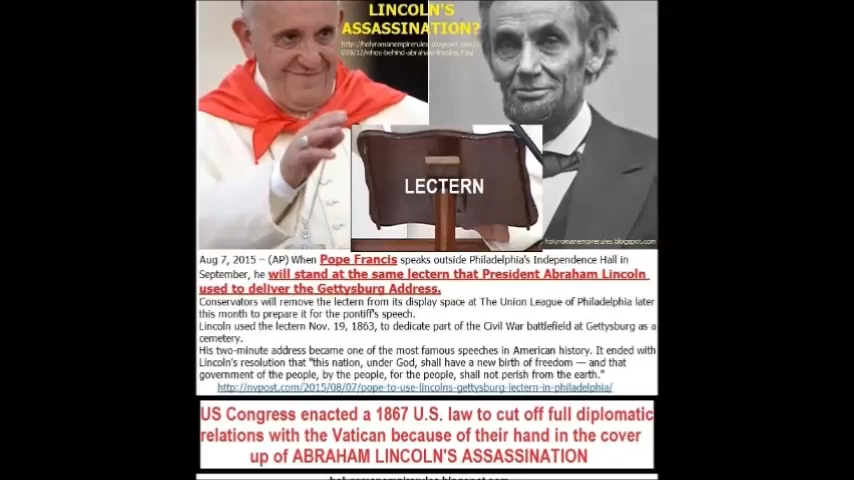 LINCOLN'S
ASSASSINATION?
LECTERN
holyromanempirerules.blogspot.com
Aug 7, 2015 – (AP) When Pope Francis speaks outside Philadelphia's Independence Hall in
September, he will stand at the same lectern that President Abraham Lincoln
used to deliver the Gettysburg Address.
Conservators will remove the lectern from its display space at The Union League of Philadelphia later
this month to prepare it for the pontiff's speech.
Lincoln used the lectern Nov. 19, 1863, to dedicate part of the Civil War battlefield at Gettysburg as a
cemetery.
His two-minute address became one of the most famous speeches in American history. It ended with
Lincoln's resolution that "this nation, under God, shall have a new birth of freedom — and that
government of the people, by the people, for the people, shall not perish from the earth."
http://nypost.com/2015/08/07/pope-to-use-lincolns-gettysburg-lectern-in-philadelphia/
US Congress enacted a 1867 U.S. law to cut off full diplomatic
relations with the Vatican because of their hand in the cover
up of ABRAHAM LINCOLN'S ASSASSINATION